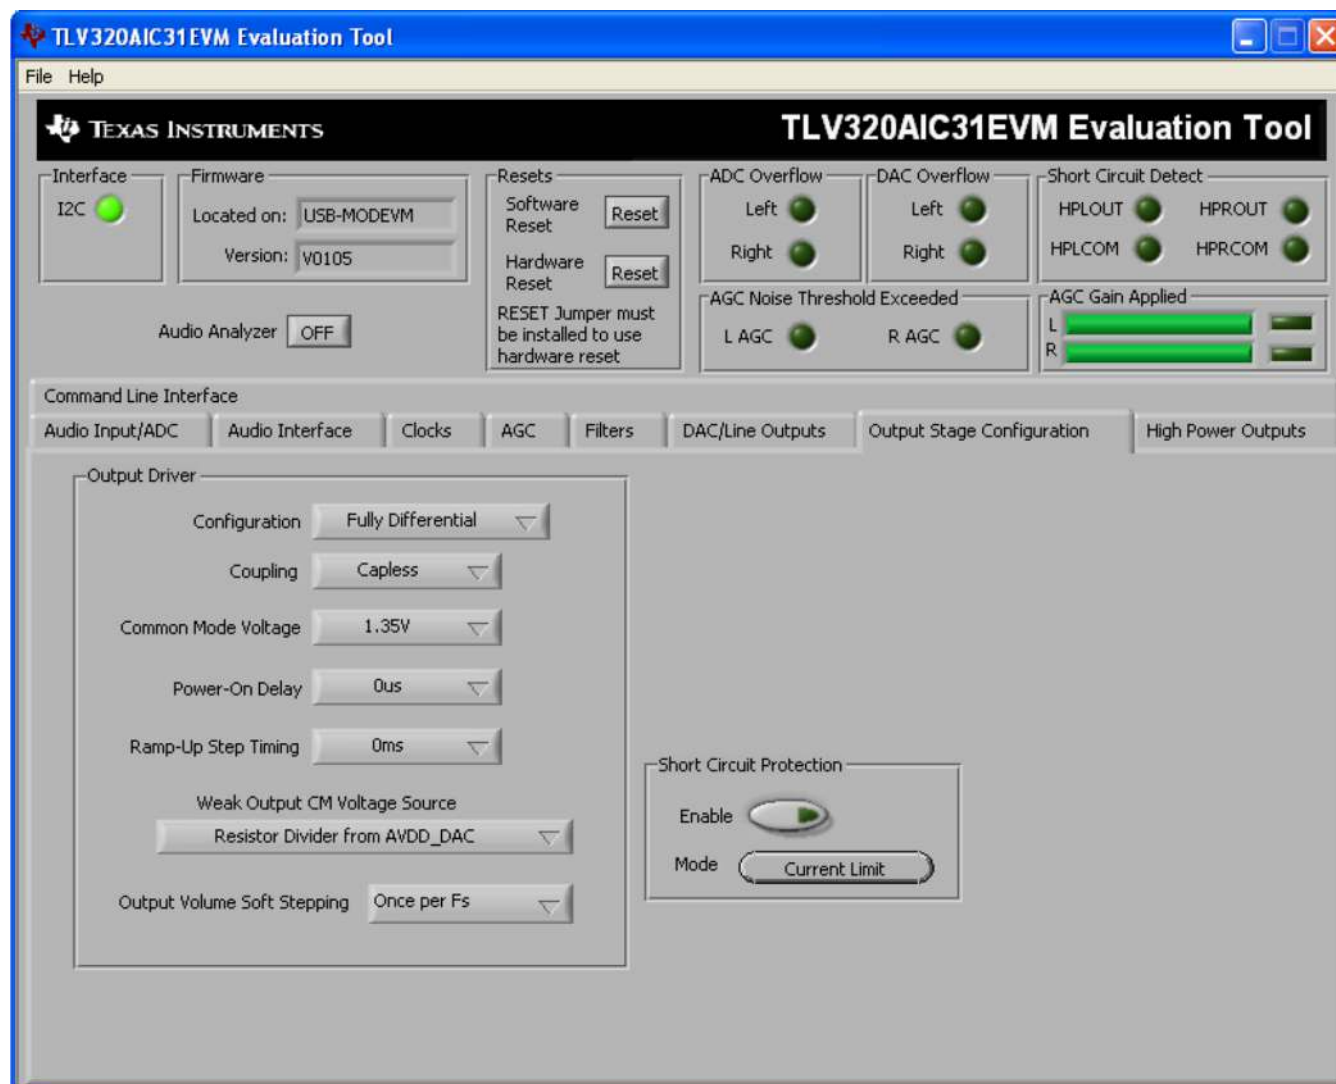 TLV320AIC31EVM Evaluation Tool
File Help
TEXAS INSTRUMENTS
TLV320AIC31EVM Evaluation Tool
Interface
I2C
Firmware
Located on: USB-MODEVM
Version: V0105
Audio Analyzer OFF
Resets
Software Reset Reset
Hardware Reset Reset
RESET Jumper must
be installed to use
hardware reset
ADC Overflow
Left
Right
DAC Overflow
Left
Right
Short Circuit Detect
HPLOUT HPROUT
HPLCOM HPRCOM
AGC Noise Threshold Exceeded
L AGC R AGC
AGC Gain Applied
L
R
Command Line Interface
Audio Input/ADC Audio Interface Clocks AGC Filters DAC/Line Outputs Output Stage Configuration High Power Outputs
Output Driver
Configuration Fully Differential
Coupling Capless
Common Mode Voltage 1.35V
Power-On Delay 0us
Ramp-Up Step Timing 0ms
Weak Output CM Voltage Source
Resistor Divider from AVDD_DAC
Output Volume Soft Stepping Once per Fs
Short Circuit Protection
Enable
Mode Current Limit